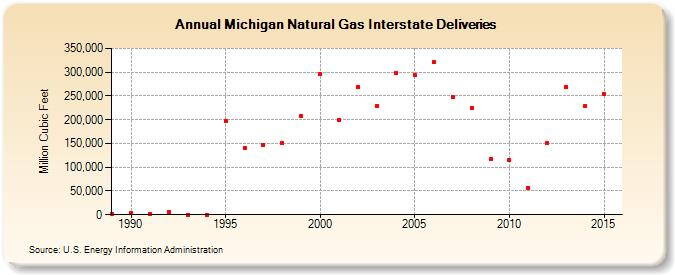 Annual Michigan Natural Gas Interstate Deliveries
Million Cubic Feet
350,000
300,000
250,000
200,000
150,000
100,000
50,000
0
1990 1995 2000 2005 2010 2015
Source: U.S. Energy Information Administration